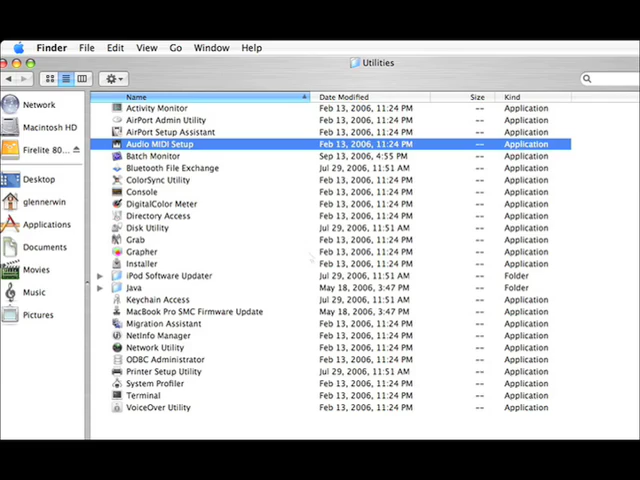 Finder File Edit View Go Window Help
Utilities
Name Date Modified Size Kind
Network
Macintosh HD
Firelite 80...
Desktop
glennerwin
Applications
Documents
Movies
Music
Pictures
Activity Monitor Feb 13, 2006, 11:24 PM -- Application
AirPort Admin Utility Feb 13, 2006, 11:24 PM -- Application
AirPort Setup Assistant Feb 13, 2006, 11:24 PM -- Application
Audio MIDI Setup Feb 13, 2006, 11:24 PM -- Application
Batch Monitor Sep 13, 2006, 4:55 PM -- Application
Bluetooth File Exchange Jul 29, 2006, 11:51 AM -- Application
ColorSync Utility Feb 13, 2006, 11:24 PM -- Application
Console Feb 13, 2006, 11:24 PM -- Application
DigitalColor Meter Feb 13, 2006, 11:24 PM -- Application
Directory Access Feb 13, 2006, 11:24 PM -- Application
Disk Utility Jul 29, 2006, 11:51 AM -- Application
Grab Feb 13, 2006, 11:24 PM -- Application
Grapher Feb 13, 2006, 11:24 PM -- Application
Installer Feb 13, 2006, 11:24 PM -- Application
iPod Software Updater Jul 29, 2006, 11:51 AM -- Folder
Java May 18, 2006, 3:47 PM -- Folder
Keychain Access Jul 29, 2006, 11:51 AM -- Application
MacBook Pro SMC Firmware Update May 18, 2006, 3:47 PM -- Application
Migration Assistant Feb 13, 2006, 11:24 PM -- Application
NetInfo Manager Feb 13, 2006, 11:24 PM -- Application
Network Utility Feb 13, 2006, 11:24 PM -- Application
ODBC Administrator Feb 13, 2006, 11:24 PM -- Application
Printer Setup Utility Jul 29, 2006, 11:51 AM -- Application
System Profiler Feb 13, 2006, 11:24 PM -- Application
Terminal Feb 13, 2006, 11:24 PM -- Application
VoiceOver Utility Feb 13, 2006, 11:24 PM -- Application